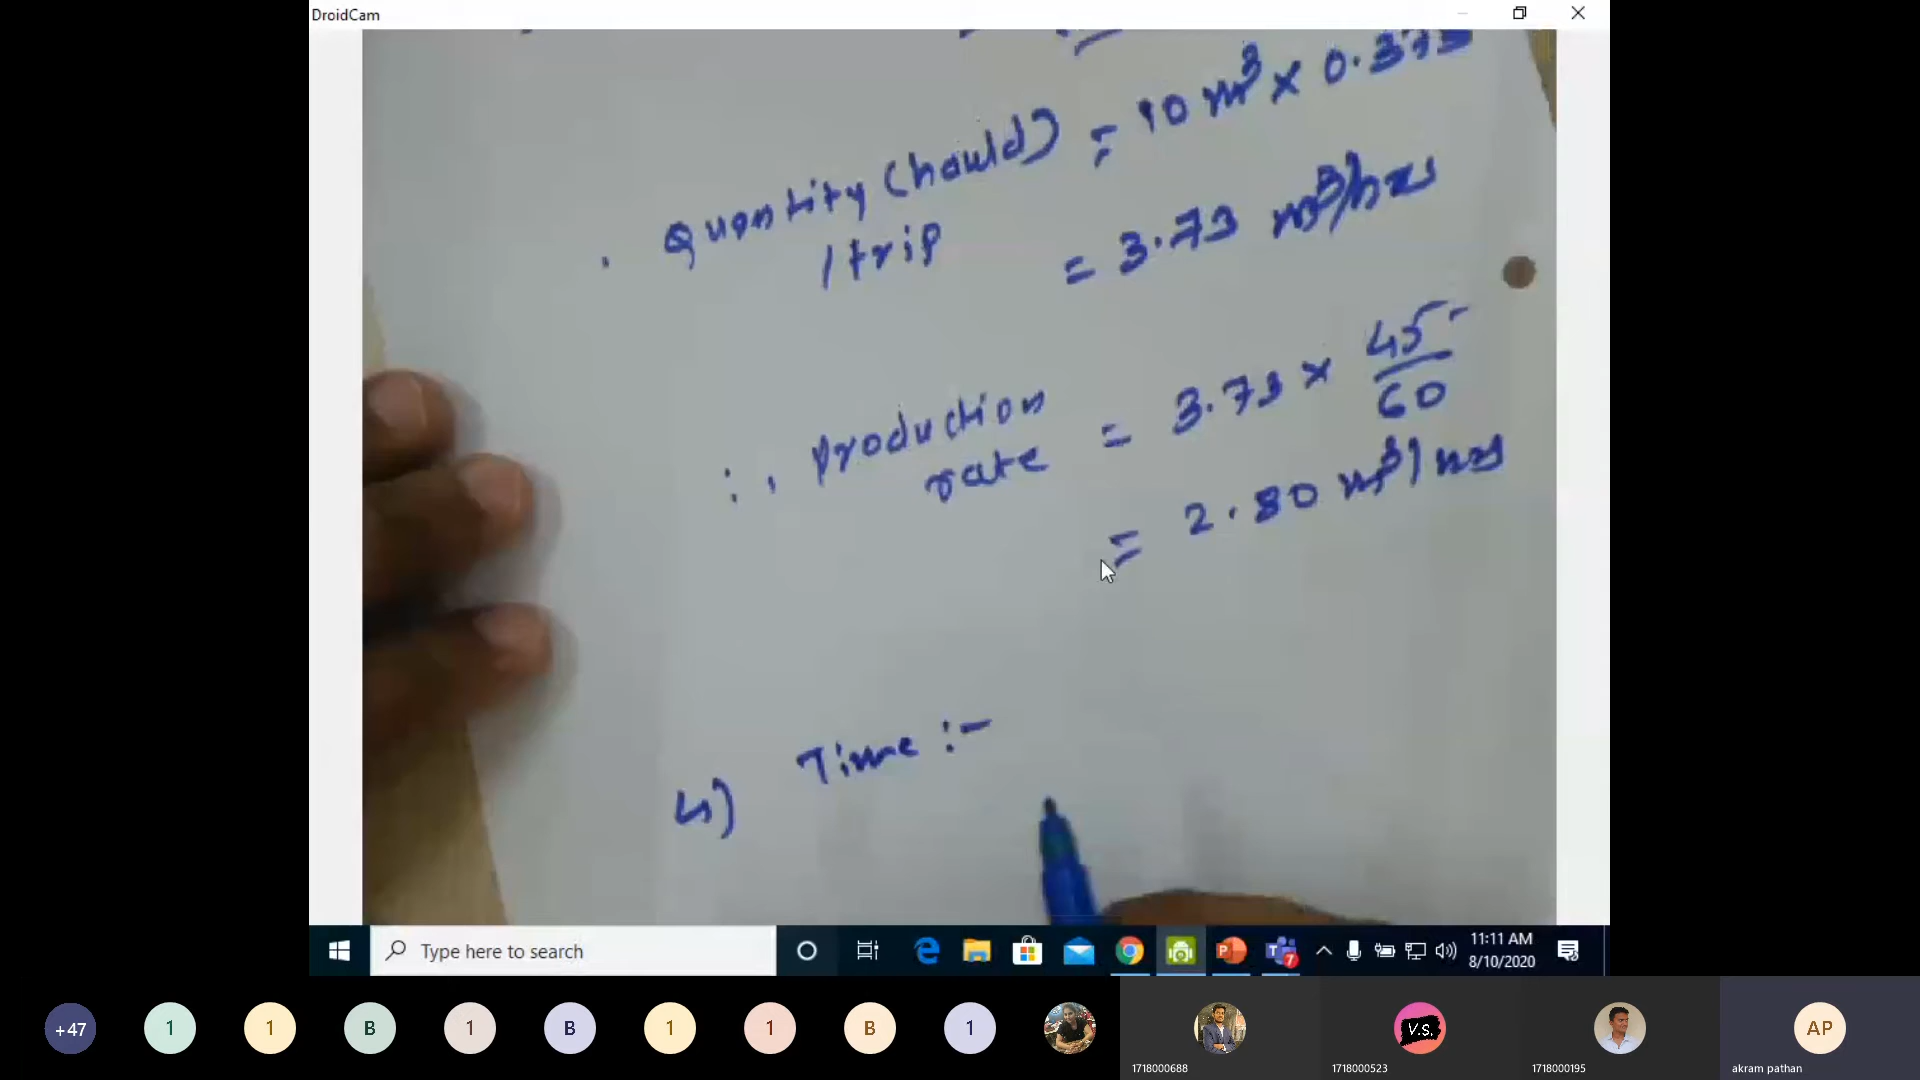 DroidCam
Quantity (hauld) = 10 m³ × 0.373
/trip
= 3.73 m³/hrs
∴ production = 3.73 × 45/60
rate
= 2.80 m³/hrs
4) Time :-
Type here to search
7
11:11 AM
8/10/2020
+47 1 1 B 1 B 1 1 B 1 V.S. AP
1718000688 1718000523 1718000195 akram pathan